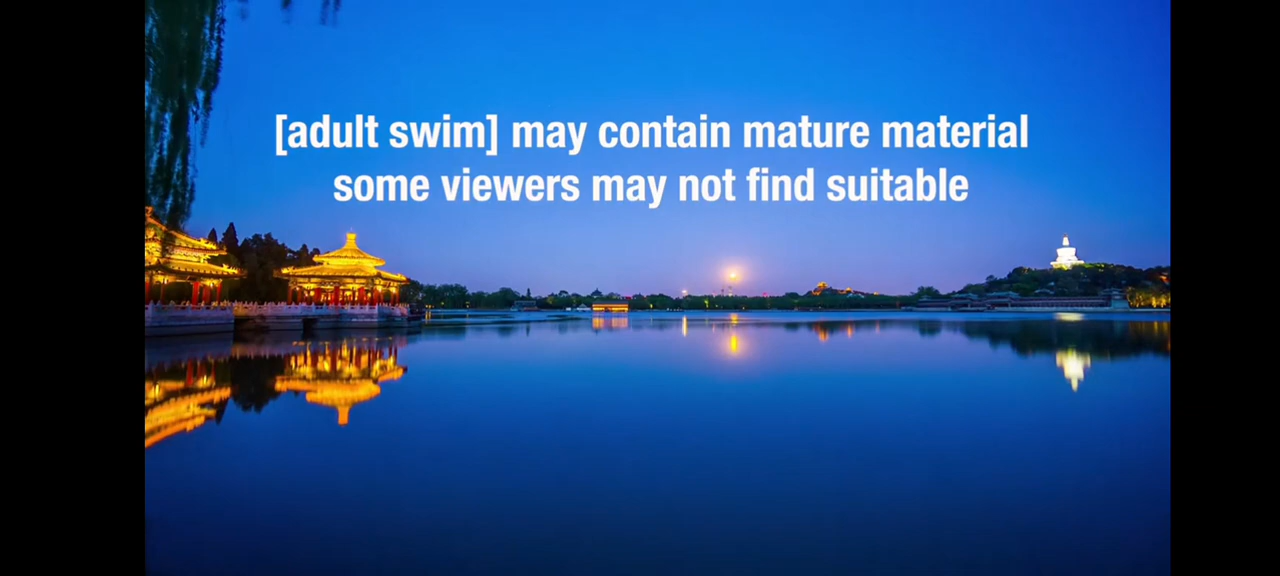 [adult swim] may contain mature material
some viewers may not find suitable